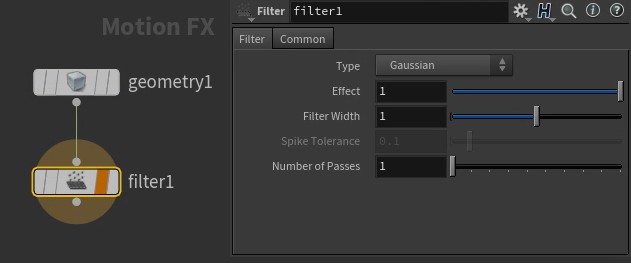 Motion FX
geometry1
filter1
Filter filter1
Filter Common
Type Gaussian
Effect 1
Filter Width 1
Spike Tolerance 0.1
Number of Passes 1